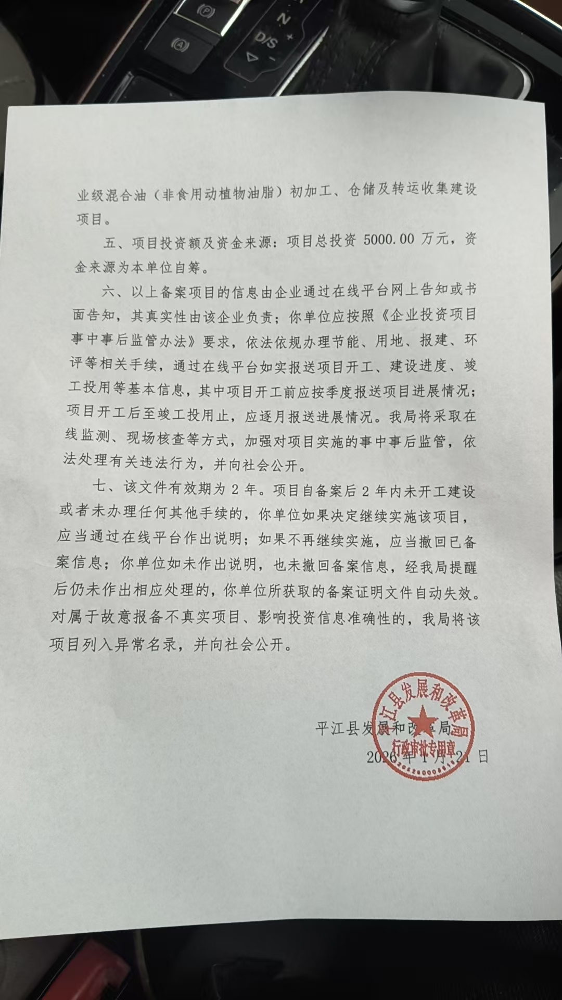 P
A
N
D/S
+
-
业级混合油（非食用动植物油脂）初加工、仓储及转运收集建设
项目。
五、项目投资额及资金来源：项目总投资 5000.00 万元，资
金来源为本单位自筹。
六、以上备案项目的信息由企业通过在线平台网上告知或书
面告知，其真实性由该企业负责；你单位应按照《企业投资项目
事中事后监管办法》要求，依法依规办理节能、用地、报建、环
评等相关手续，通过在线平台如实报送项目开工、建设进度、竣
工投用等基本信息，其中项目开工前应按季度报送项目进展情况；
项目开工后至竣工投用止，应逐月报送进展情况。我局将采取在
线监测、现场核查等方式，加强对项目实施的事中事后监管，依
法处理有关违法行为，并向社会公开。
七、该文件有效期为 2 年。项目自备案后 2 年内未开工建设
或者未办理任何其他手续的，你单位如果决定继续实施该项目，
应当通过在线平台作出说明；如果不再继续实施，应当撤回已备
案信息；你单位如未作出说明，也未撤回备案信息，经我局提醒
后仍未作出相应处理的，你单位所获取的备案证明文件自动失效。
对属于故意报备不真实项目、影响投资信息准确性的，我局将该
项目列入异常名录，并向社会公开。
平江县发展和改革局
2026 年 1 月 21 日
平江县发展和改革局
行政审批专用章